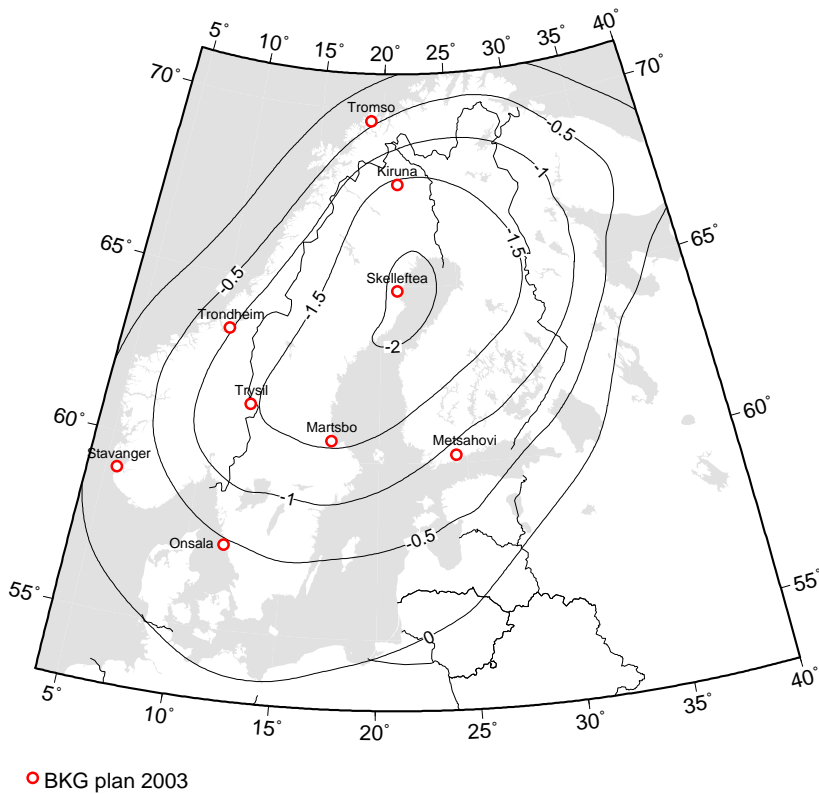 5° 10° 15° 20° 25° 30° 35° 40°
70° 70°
Tromso
-0.5
-1
Kiruna
-1.5
65° 65°
-0.5
Skelleftea
-1.5
Trondheim
-2
Trysil
60° 60°
Martsbo
Metsahovi
Stavanger
-1
-0.5
Onsala
55° 55°
0
5° 10° 15° 20° 25° 30° 35° 40°
BKG plan 2003